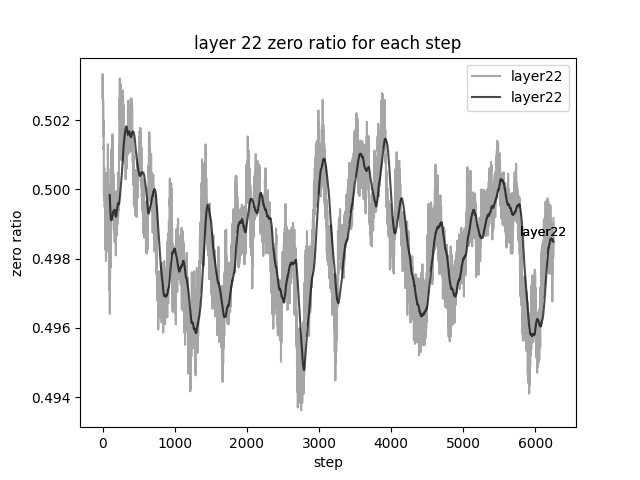 layer 22 zero ratio for each step
layer22
layer22
0.502
0.500
0.498
0.496
0.494
zero ratio
layer22
0
1000
2000
3000
4000
5000
6000
step